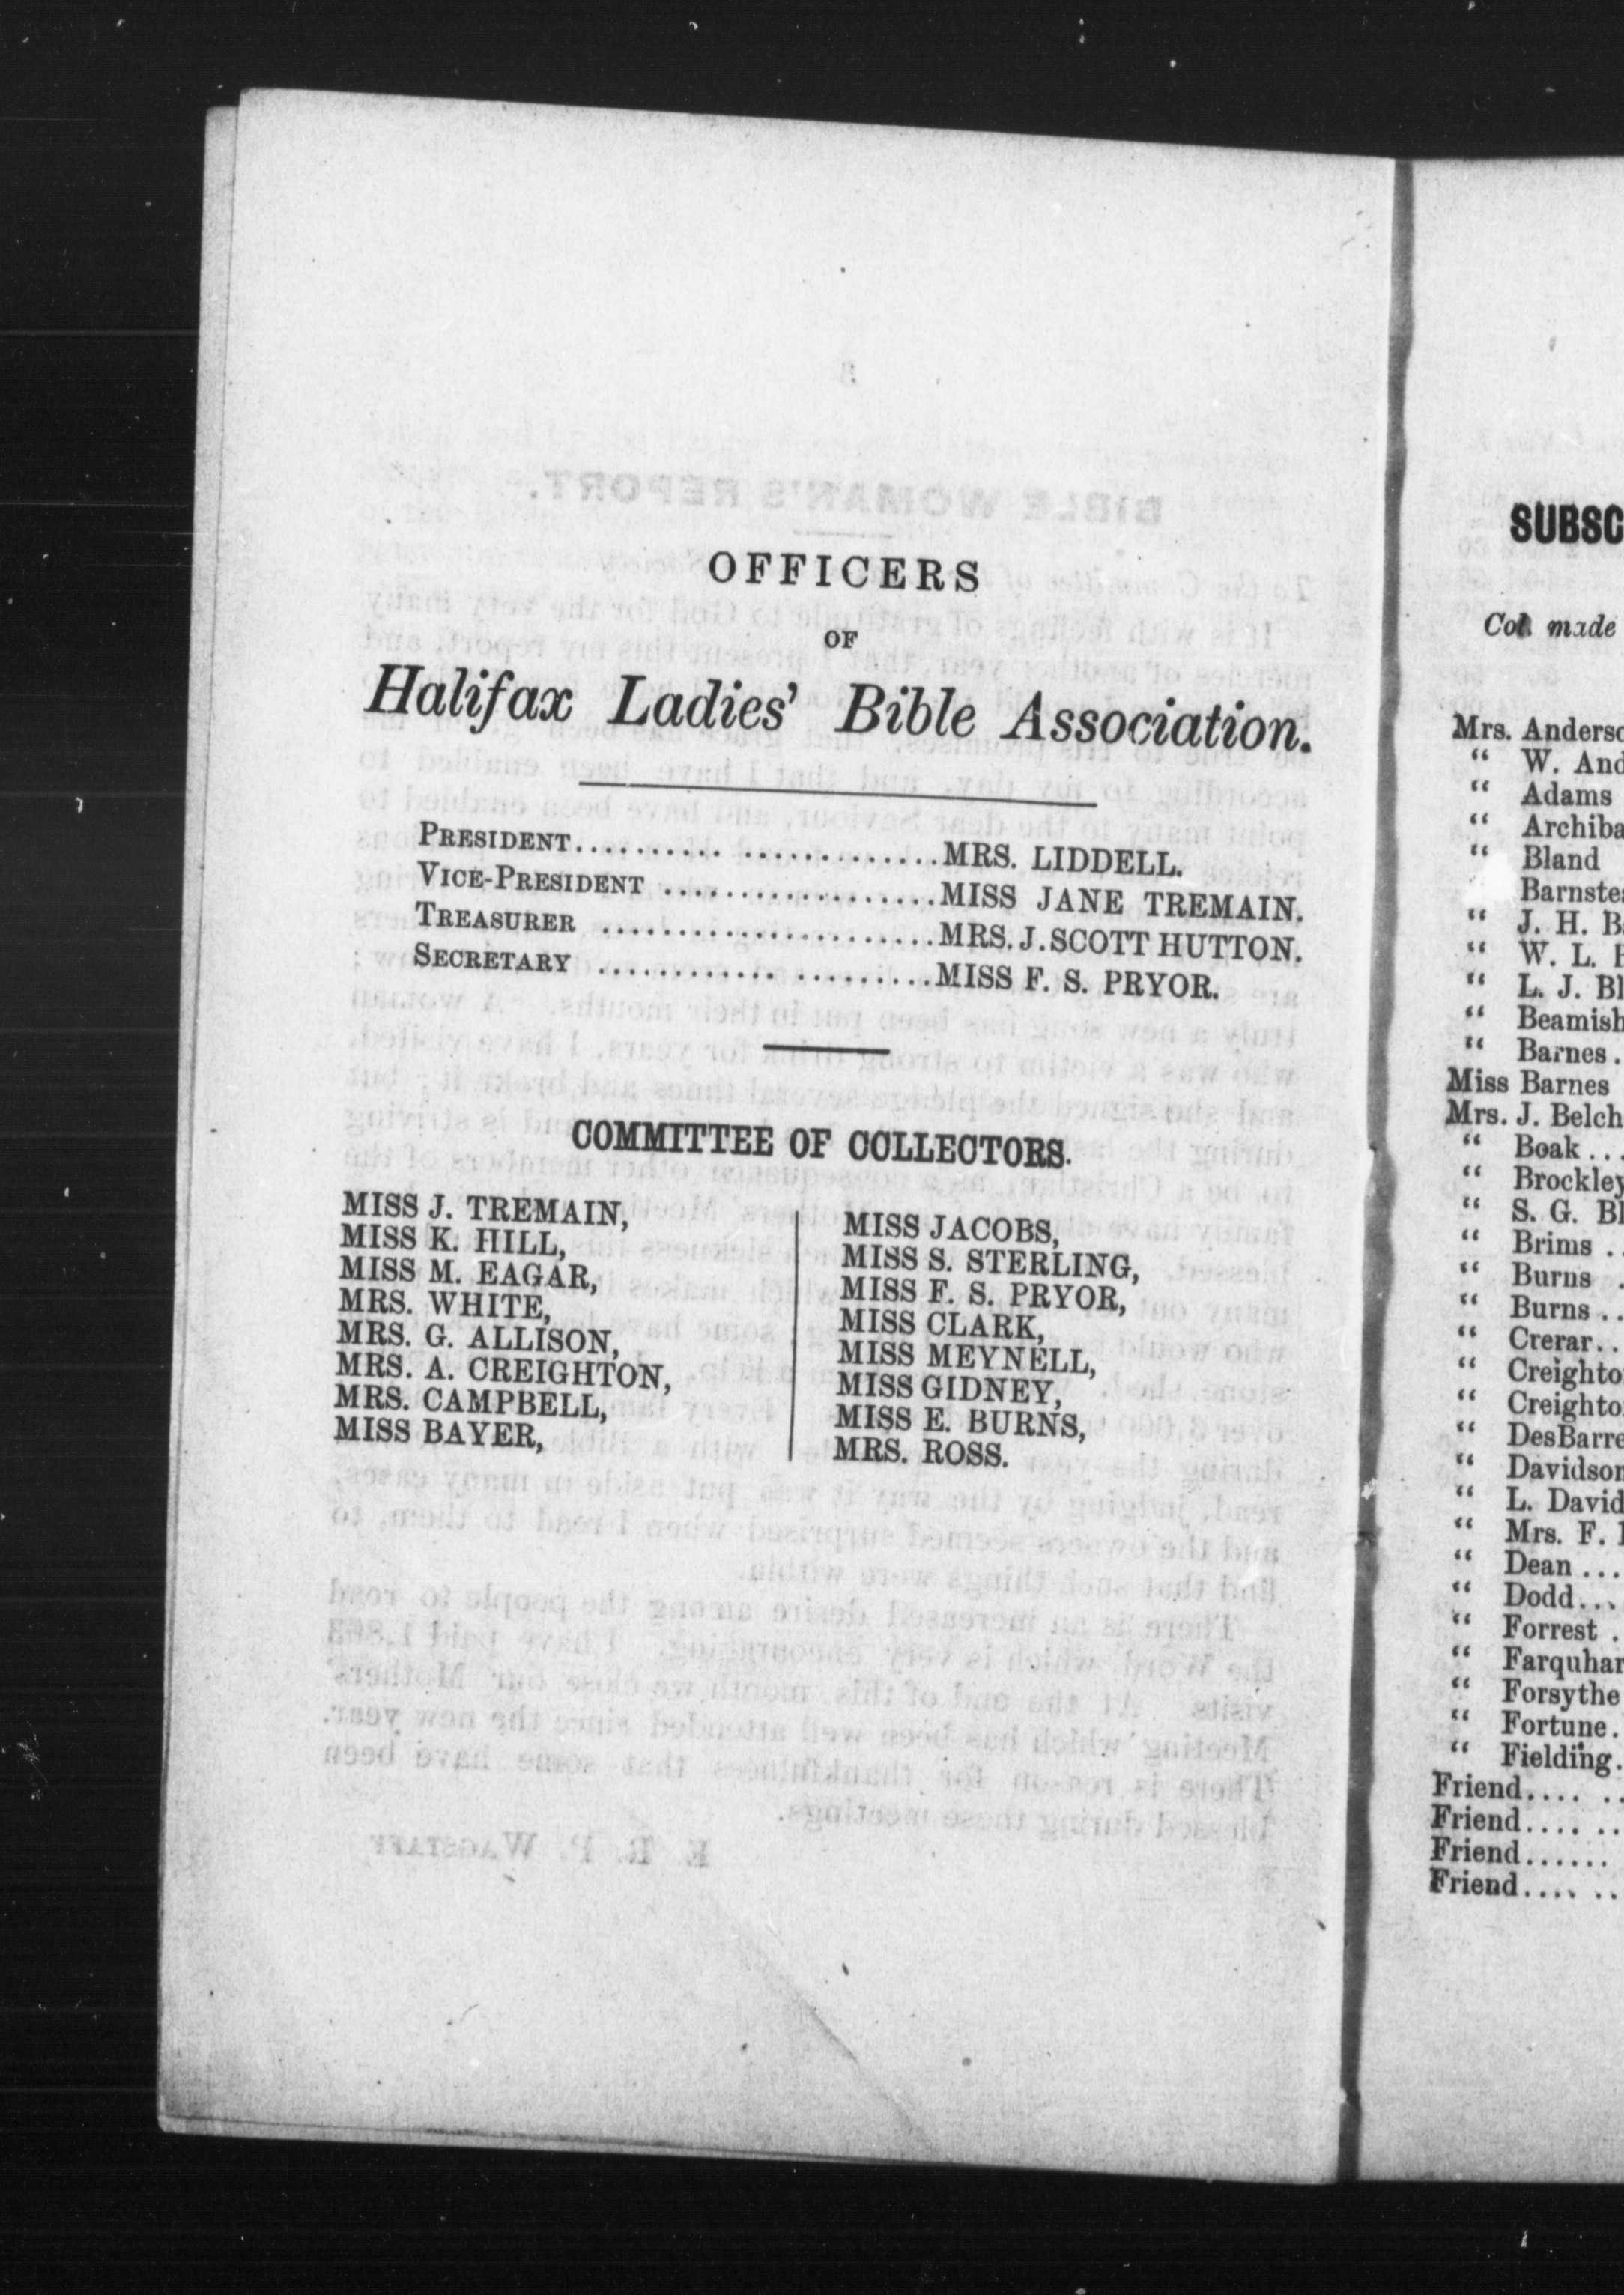 OFFICERS
OF
Halifax Ladies' Bible Association.
PRESIDENT.......... .............MRS. LIDDELL.
VICE-PRESIDENT ..................MISS JANE TREMAIN.
TREASURER ......................MRS. J. SCOTT HUTTON.
SECRETARY ............ .........MISS F. S. PRYOR.
COMMITTEE OF COLLECTORS.
MISS J. TREMAIN,
MISS K. HILL,
MISS M. EAGAR,
MRS. WHITE,
MRS. G. ALLISON,
MRS. A. CREIGHTON,
MRS. CAMPBELL,
MISS BAYER,
MISS JACOBS,
MISS S. STERLING,
MISS F. S. PRYOR,
MISS CLARK,
MISS MEYNELL,
MISS GIDNEY,
MISS E. BURNS,
MRS. ROSS.
SUBSC
Col. made
Mrs. Anderso
“ W. And
“ Adams
“ Archiba
“ Bland
Barnstea
“ J. H. B
“ W. L.
“ L. J. Bl
“ Beamish
“ Barnes.
Miss Barnes
Mrs. J. Belch
“ Boak...
“ Brockley
“ S. G. Bl
“ Brims ..
“ Burns .
“ Burns..
“ Crerar..
“ Creighto
“ Creighto
“ DesBarre
“ Davidson
“ L. David
“ Mrs. F.
“ Dean...
“ Dodd...
“ Forrest .
“ Farquhar
“ Forsythe
“ Fortune.
“ Fielding.
Friend.... ..
Friend.... ..
Friend......
Friend.... ..